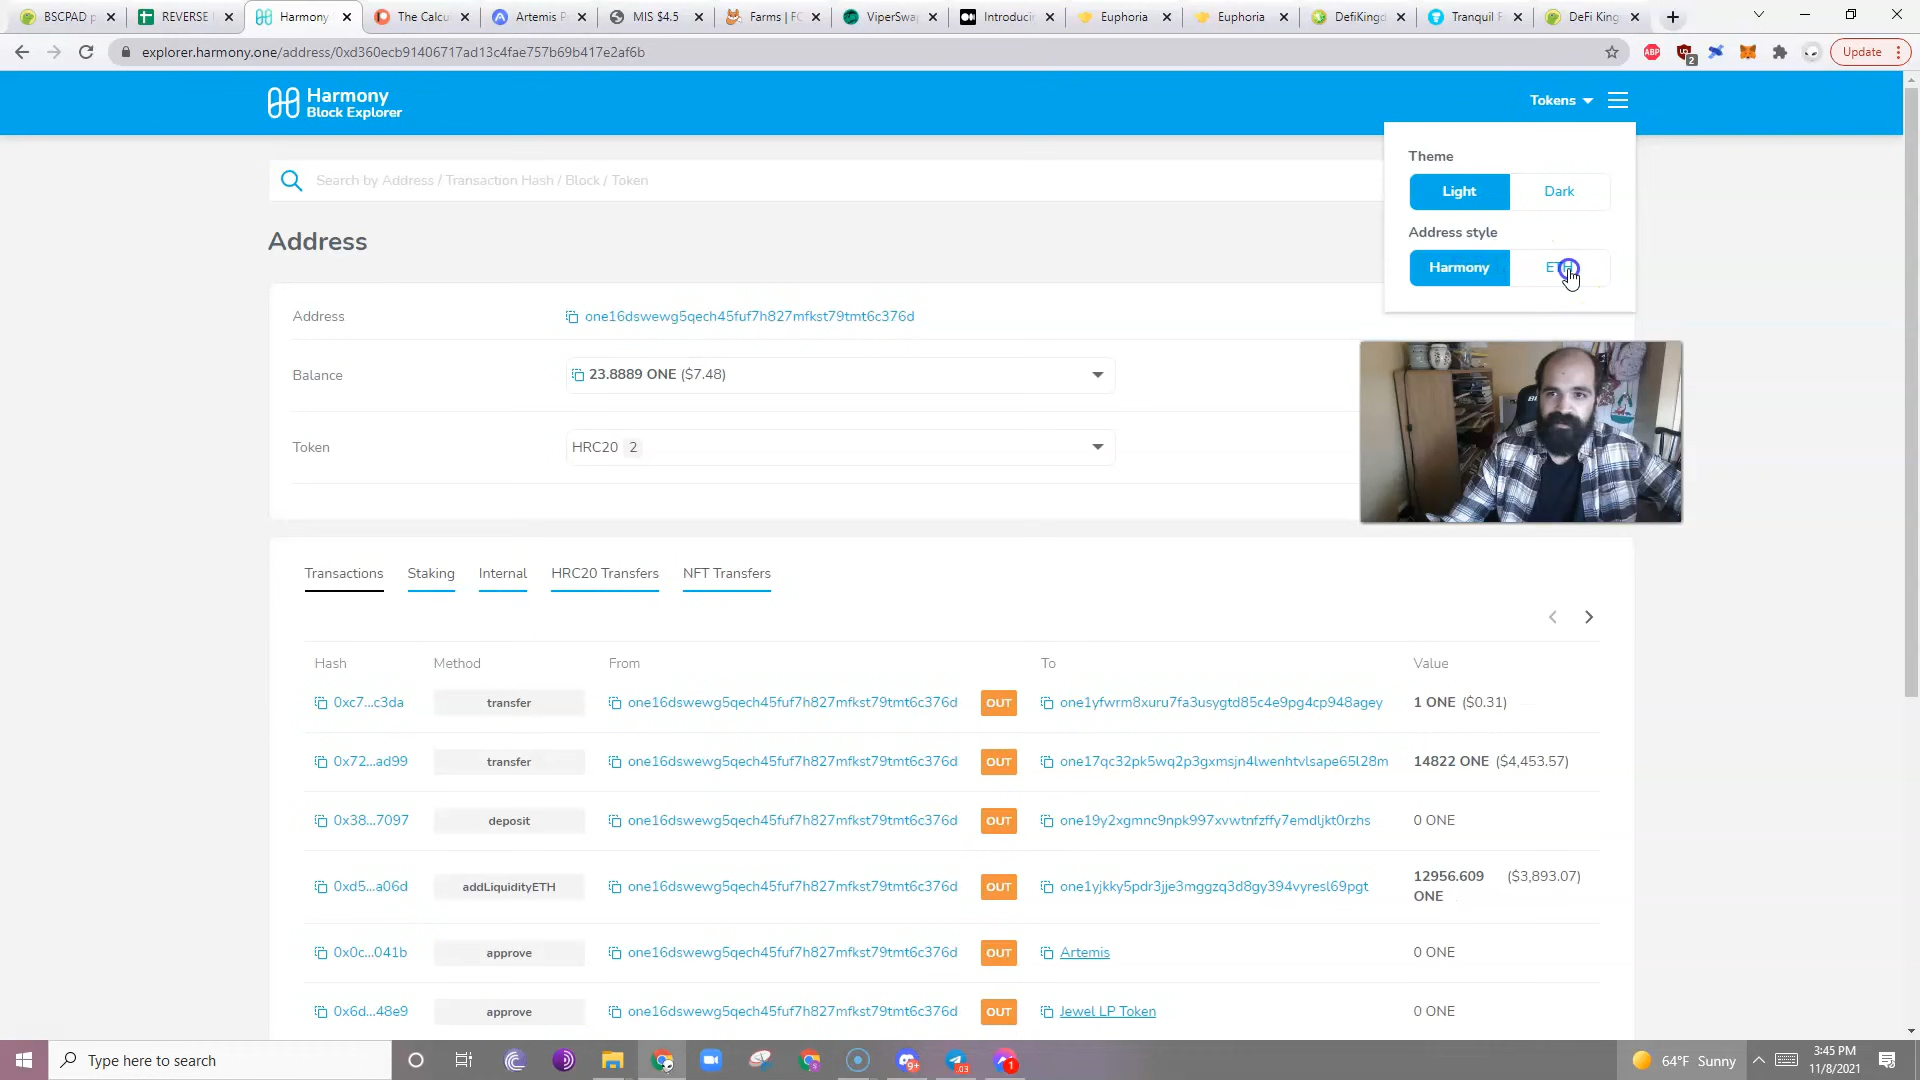 BSCPAD
REVERSE
Harmony
The Calcu
Artemis P
MIS $4.5
Farms | FO
ViperSwa
Introducin
Euphoria
Euphoria
DefiKingd
Tranquil F
DeFi King
explorer.harmony.one/address/0xd360ecb91406717ad13c4fae757b69b417e2af6b
ABP
2
Update
Harmony
Block Explorer
Tokens
Search by Address / Transaction Hash / Block / Token
Theme
Light Dark
Address style
Harmony ETH
Address
Address one16dswewg5qech45fuf7h827mfkst79tmt6c376d
Balance 23.8889 ONE ($7.48)
Token HRC20 2
Transactions Staking Internal HRC20 Transfers NFT Transfers
Hash Method From To Value
0xc7...c3da transfer one16dswewg5qech45fuf7h827mfkst79tmt6c376d OUT one1yfwrm8xuru7fa3usygtd85c4e9pg4cp948agey 1 ONE ($0.31)
0x72...ad99 transfer one16dswewg5qech45fuf7h827mfkst79tmt6c376d OUT one17qc32pk5wq2p3gxmsjn4lwenhtvlsape65l28m 14822 ONE ($4,453.57)
0x38...7097 deposit one16dswewg5qech45fuf7h827mfkst79tmt6c376d OUT one19y2xgmnc9npk997xvwtnfzffy7emdljkt0rzhs 0 ONE
0xd5...a06d addLiquidityETH one16dswewg5qech45fuf7h827mfkst79tmt6c376d OUT one1yjkky5pdr3jje3mggzq3d8gy394vyresl69pgt 12956.609 ($3,893.07)
ONE
0x0c...041b approve one16dswewg5qech45fuf7h827mfkst79tmt6c376d OUT Artemis 0 ONE
0x6d...48e9 approve one16dswewg5qech45fuf7h827mfkst79tmt6c376d OUT Jewel LP Token 0 ONE
Type here to search
9+
.03
1
64°F Sunny
3:45 PM
11/8/2021